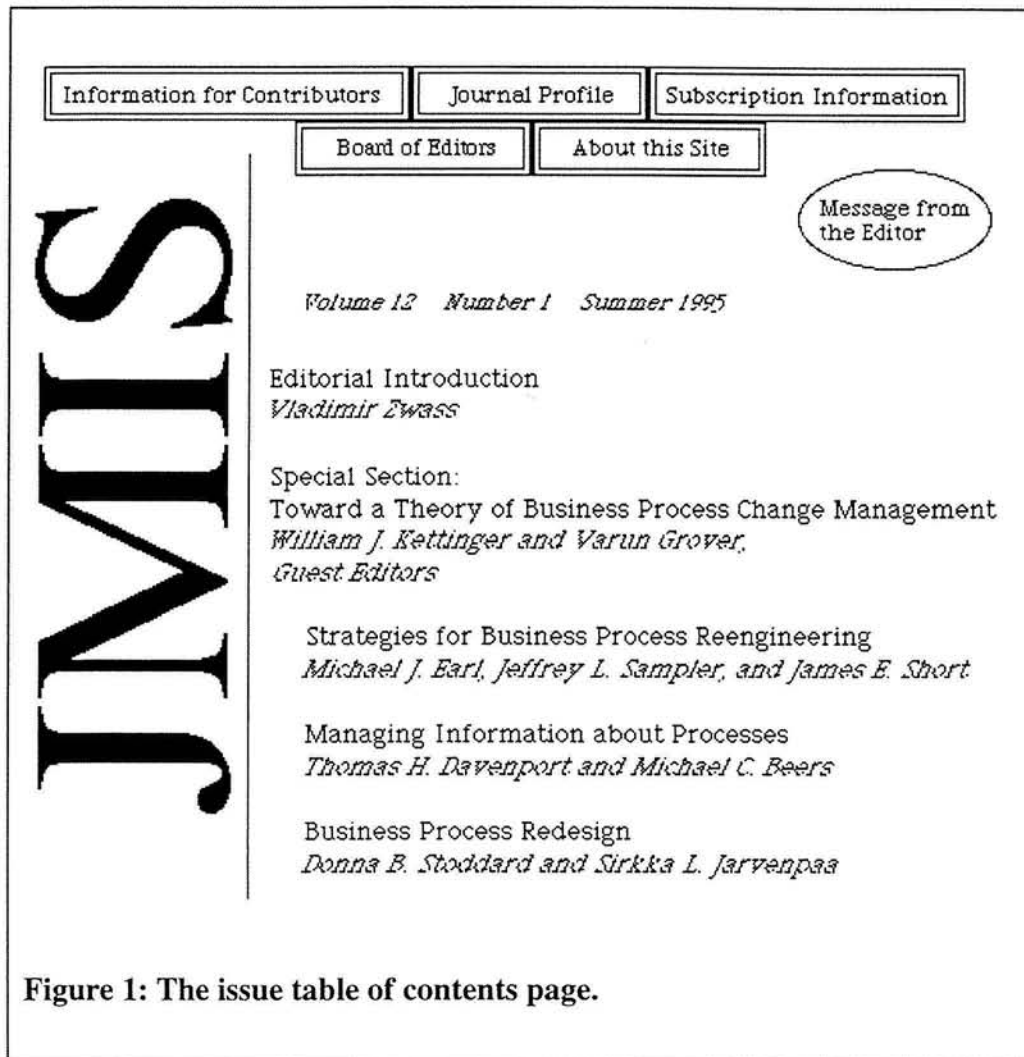 Information for Contributors
Journal Profile
Subscription Information
Board of Editors
About this Site
Message from
the Editor
JMIS
Volume 12 Number 1 Summer 1995
Editorial Introduction
Vladimir Zwass
Special Section:
Toward a Theory of Business Process Change Management
William J. Kettinger and Varun Grover,
Guest Editors
Strategies for Business Process Reengineering
Michael J. Earl, Jeffrey L. Sampler, and James E. Short
Managing Information about Processes
Thomas H. Davenport and Michael C. Beers
Business Process Redesign
Donna B. Stoddard and Sirkka L. Jarvenpaa
Figure 1: The issue table of contents page.